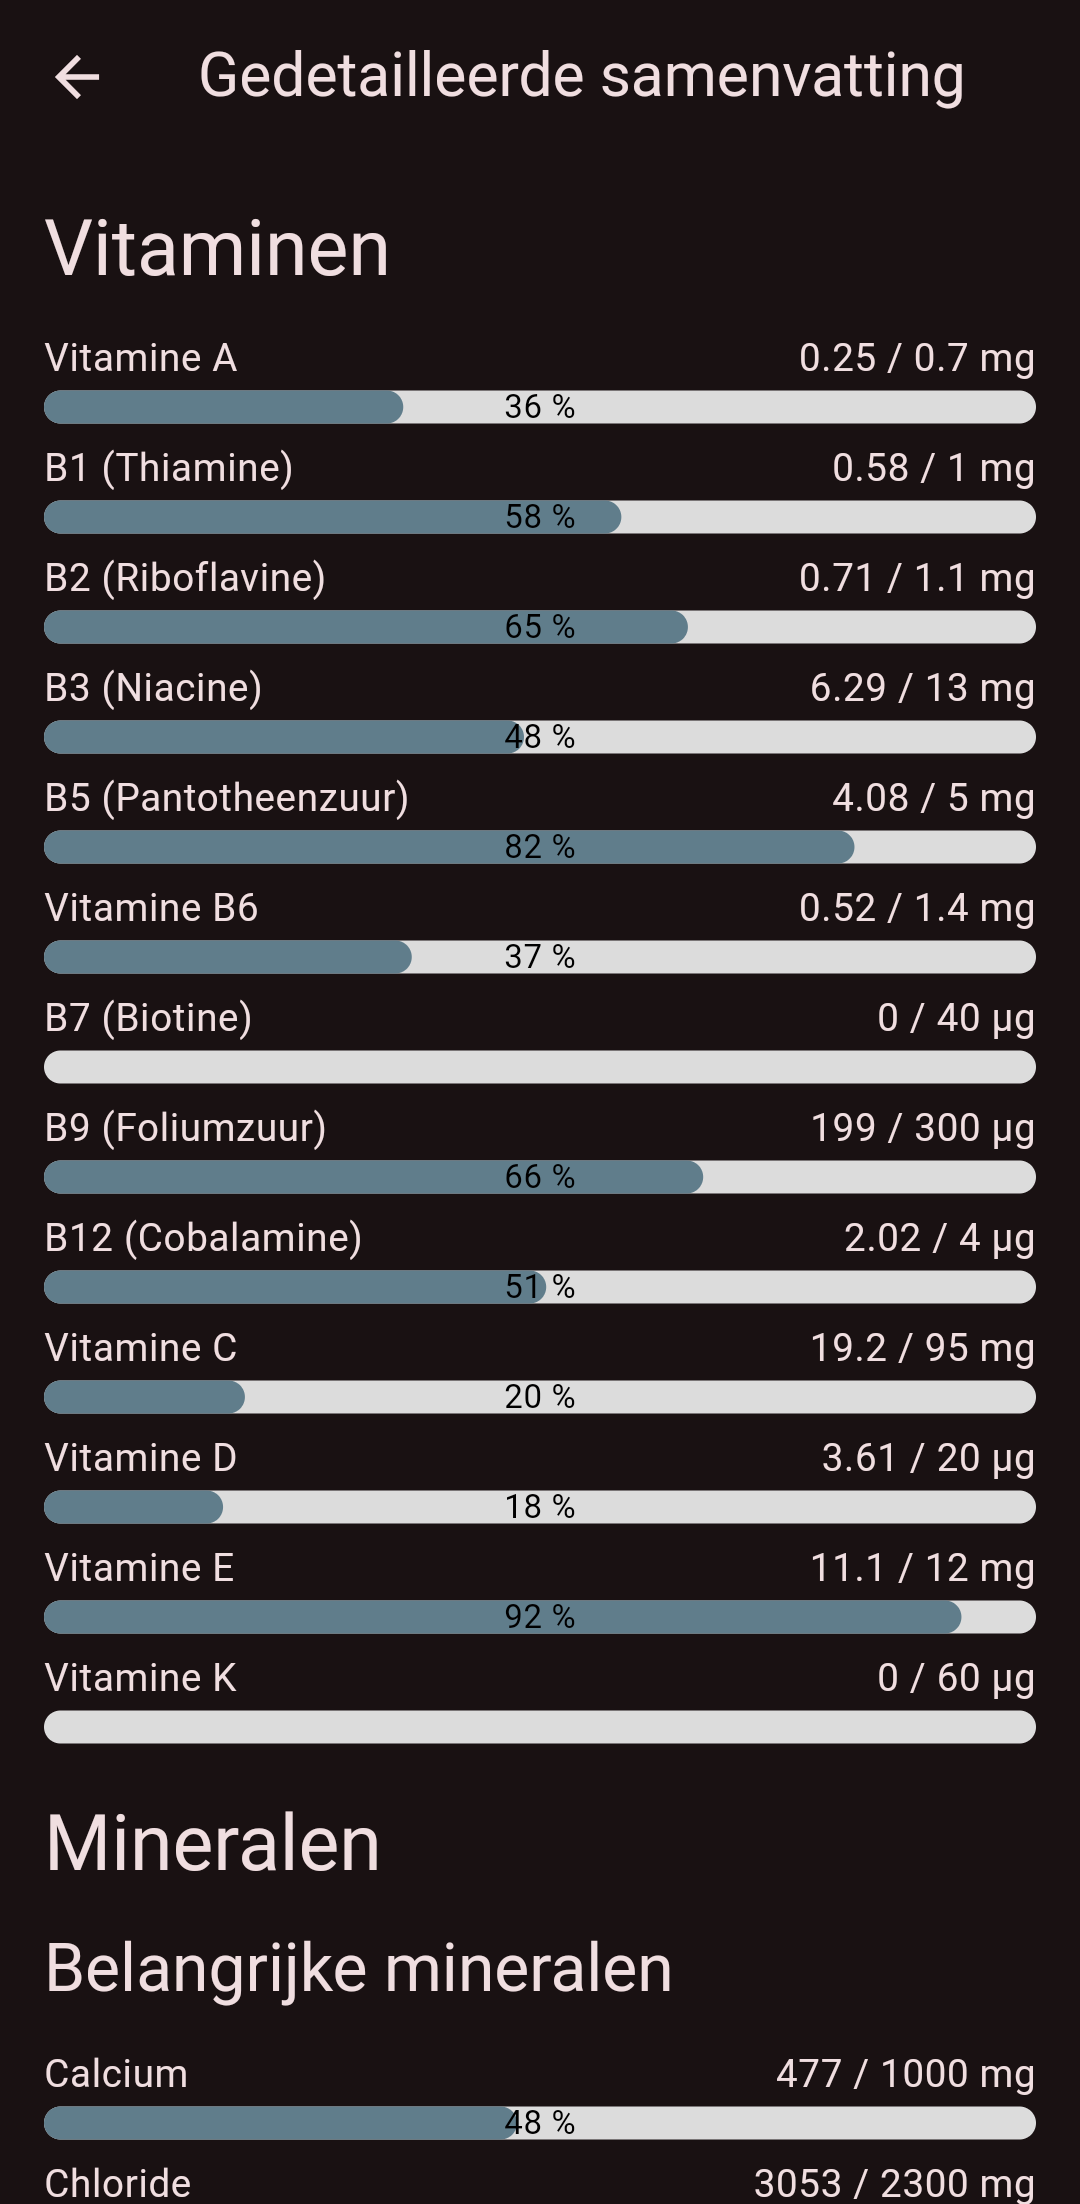 Gedetailleerde samenvatting
Vitaminen
Vitamine A 0.25 / 0.7 mg
36 %
B1 (Thiamine) 0.58 / 1 mg
58 %
B2 (Riboflavine) 0.71 / 1.1 mg
65 %
B3 (Niacine) 6.29 / 13 mg
48 %
B5 (Pantotheenzuur) 4.08 / 5 mg
82 %
Vitamine B6 0.52 / 1.4 mg
37 %
B7 (Biotine) 0 / 40 µg
B9 (Foliumzuur) 199 / 300 µg
66 %
B12 (Cobalamine) 2.02 / 4 µg
51 %
Vitamine C 19.2 / 95 mg
20 %
Vitamine D 3.61 / 20 µg
18 %
Vitamine E 11.1 / 12 mg
92 %
Vitamine K 0 / 60 µg
Mineralen
Belangrijke mineralen
Calcium 477 / 1000 mg
48 %
Chloride 3053 / 2300 mg